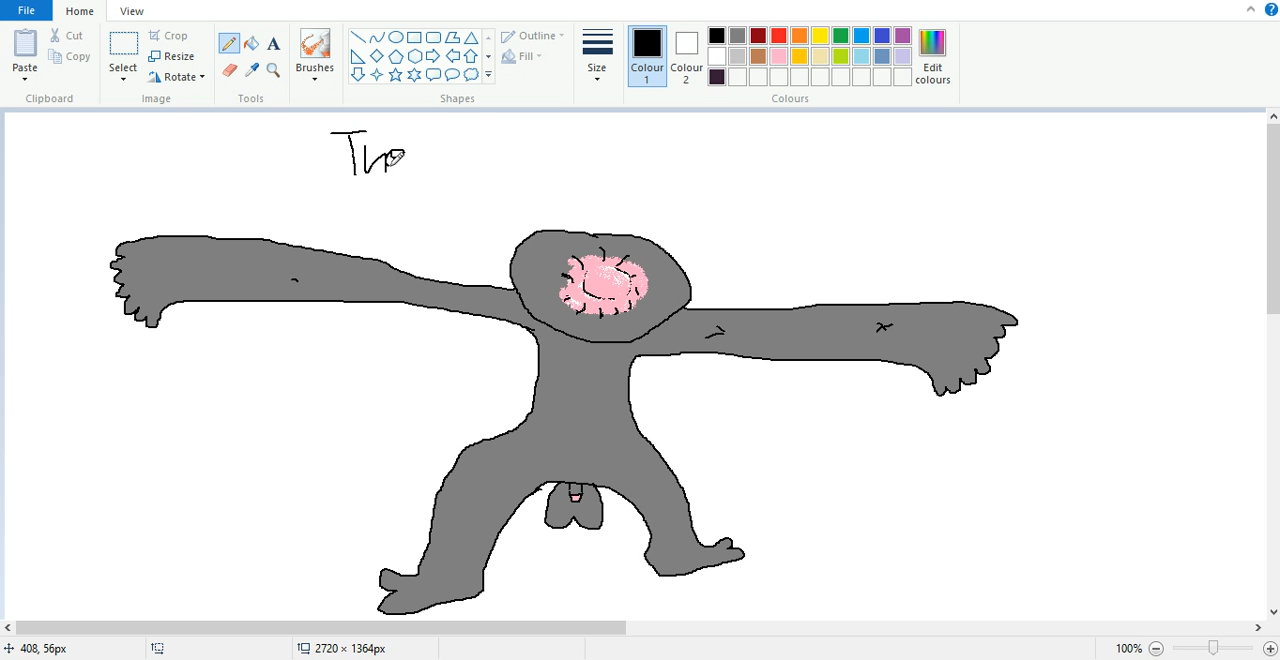 File Home View
Paste Cut Copy Clipboard
Select Crop Resize Rotate Image
Tools
Brushes
Shapes Outline Fill
Size
Colour 1 Colour 2 Edit colours Colours
The
408, 56px 2720 × 1364px 100%